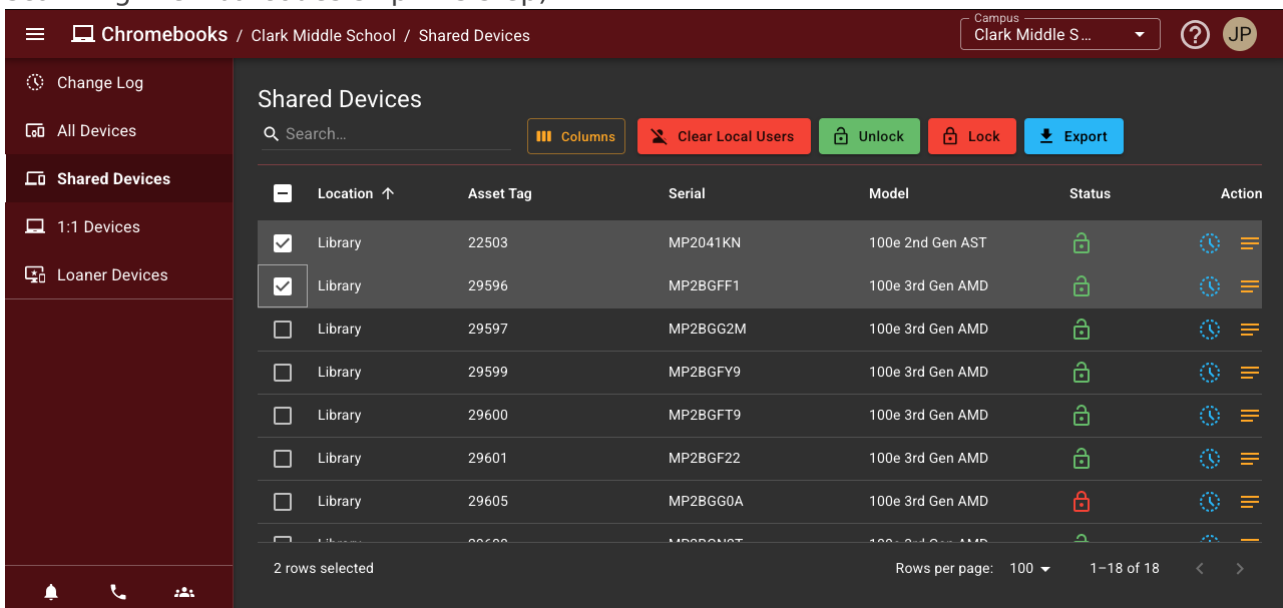 Chromebooks / Clark Middle School / Shared Devices
Campus
Clark Middle S...
JP
Change Log
All Devices
Shared Devices
1:1 Devices
Loaner Devices
Shared Devices
Search...
Columns
Clear Local Users
Unlock
Lock
Export
Location Asset Tag Serial Model Status Action
Library 22503 MP2041KN 100e 2nd Gen AST
Library 29596 MP2BGFF1 100e 3rd Gen AMD
Library 29597 MP2BGG2M 100e 3rd Gen AMD
Library 29599 MP2BGFY9 100e 3rd Gen AMD
Library 29600 MP2BGFT9 100e 3rd Gen AMD
Library 29601 MP2BGF22 100e 3rd Gen AMD
Library 29605 MP2BGG0A 100e 3rd Gen AMD
2 rows selected
Rows per page: 100
1–18 of 18